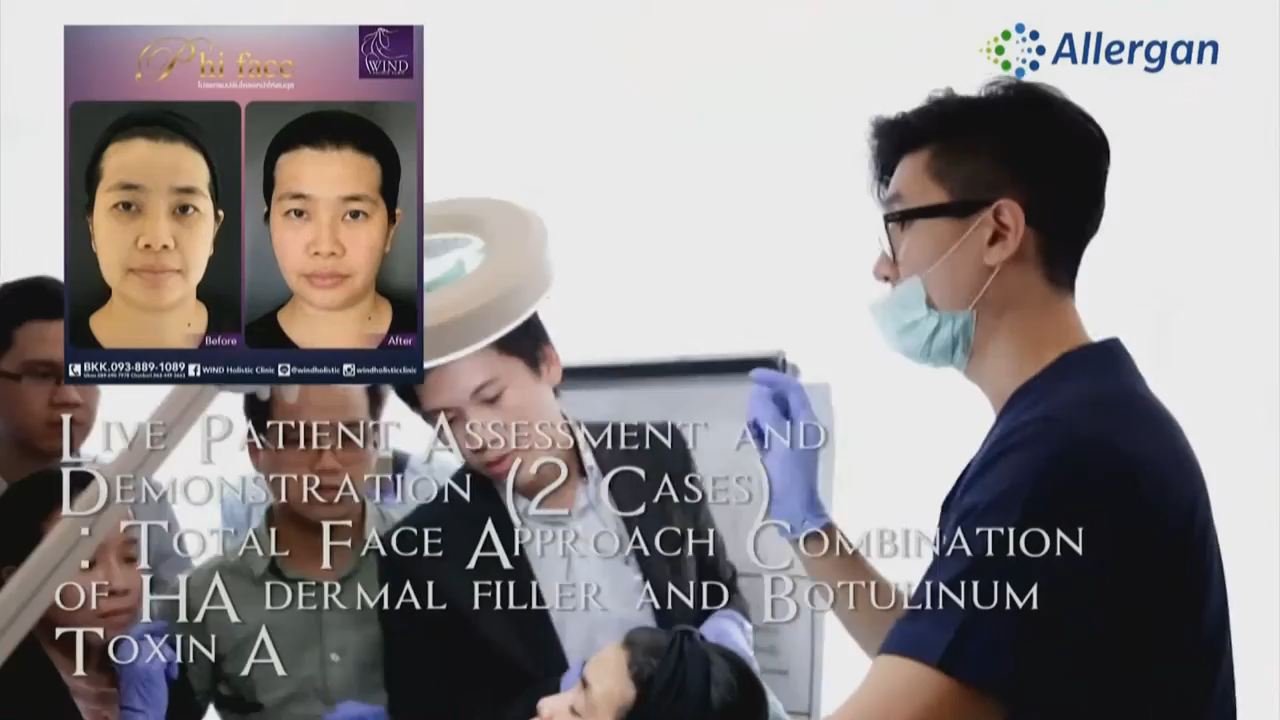 Allergan
Phi face
WIND
Before
After
BKK.093-889-1089
WIND Holistic Clinic
@windholistic
windholisticclinic
LIVE PATIENT ASSESSMENT AND
DEMONSTRATION (2 CASES)
: TOTAL FACE APPROACH COMBINATION
OF HA DERMAL FILLER AND BOTULINUM
TOXIN A